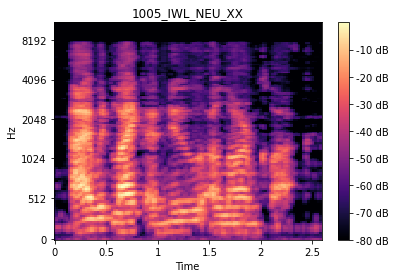 1005_IWL_NEU_XX
8192
4096
2048
1024
512
0
Hz
0 0.5 1 1.5 2 2.5
Time
-10 dB
-20 dB
-30 dB
-40 dB
-50 dB
-60 dB
-70 dB
-80 dB